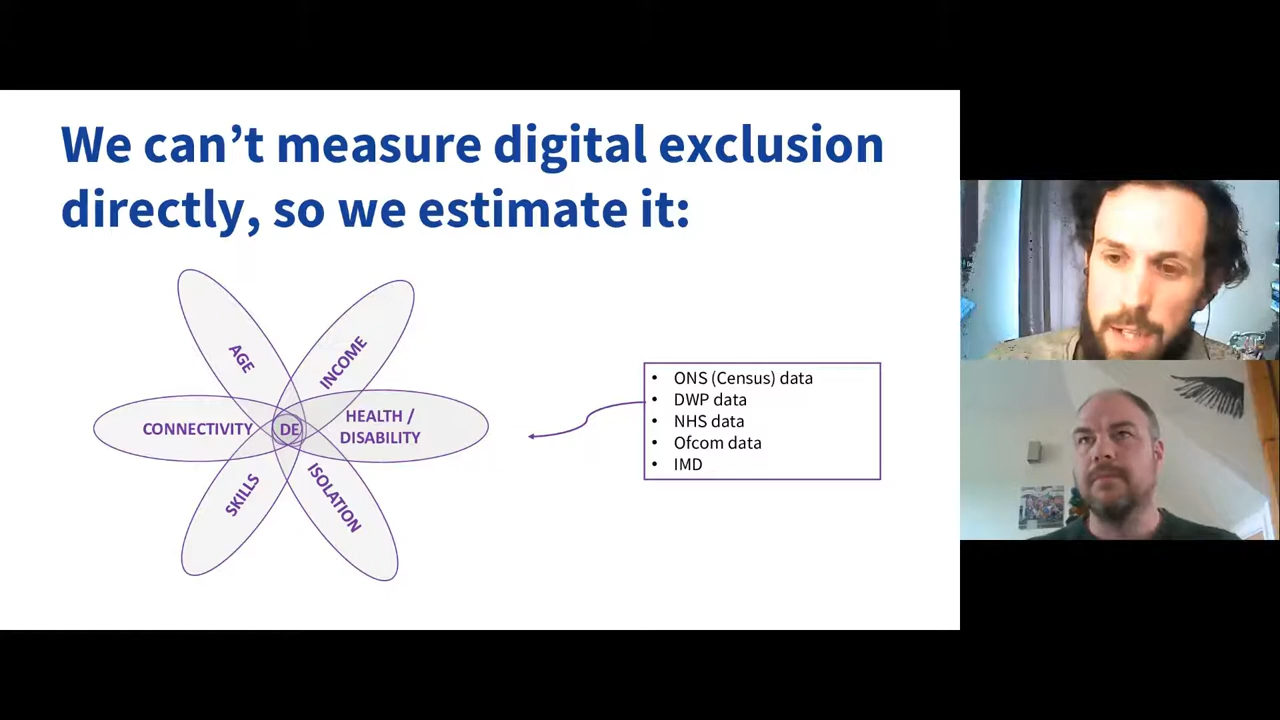 We can’t measure digital exclusion
directly, so we estimate it:
AGE
INCOME
CONNECTIVITY
DE
HEALTH /
DISABILITY
SKILLS
ISOLATION
• ONS (Census) data
• DWP data
• NHS data
• Ofcom data
• IMD